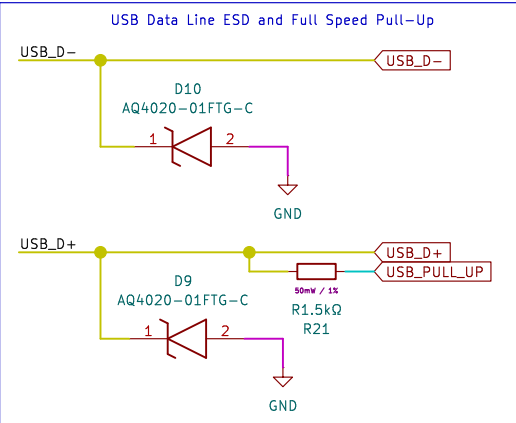 USB Data Line ESD and Full Speed Pull-Up
USB_D-
USB_D-
D10
AQ4020-01FTG-C
1
2
GND
USB_D+
USB_D+
USB_PULL_UP
50mW / 1%
D9
AQ4020-01FTG-C
R1.5kΩ
R21
1
2
GND